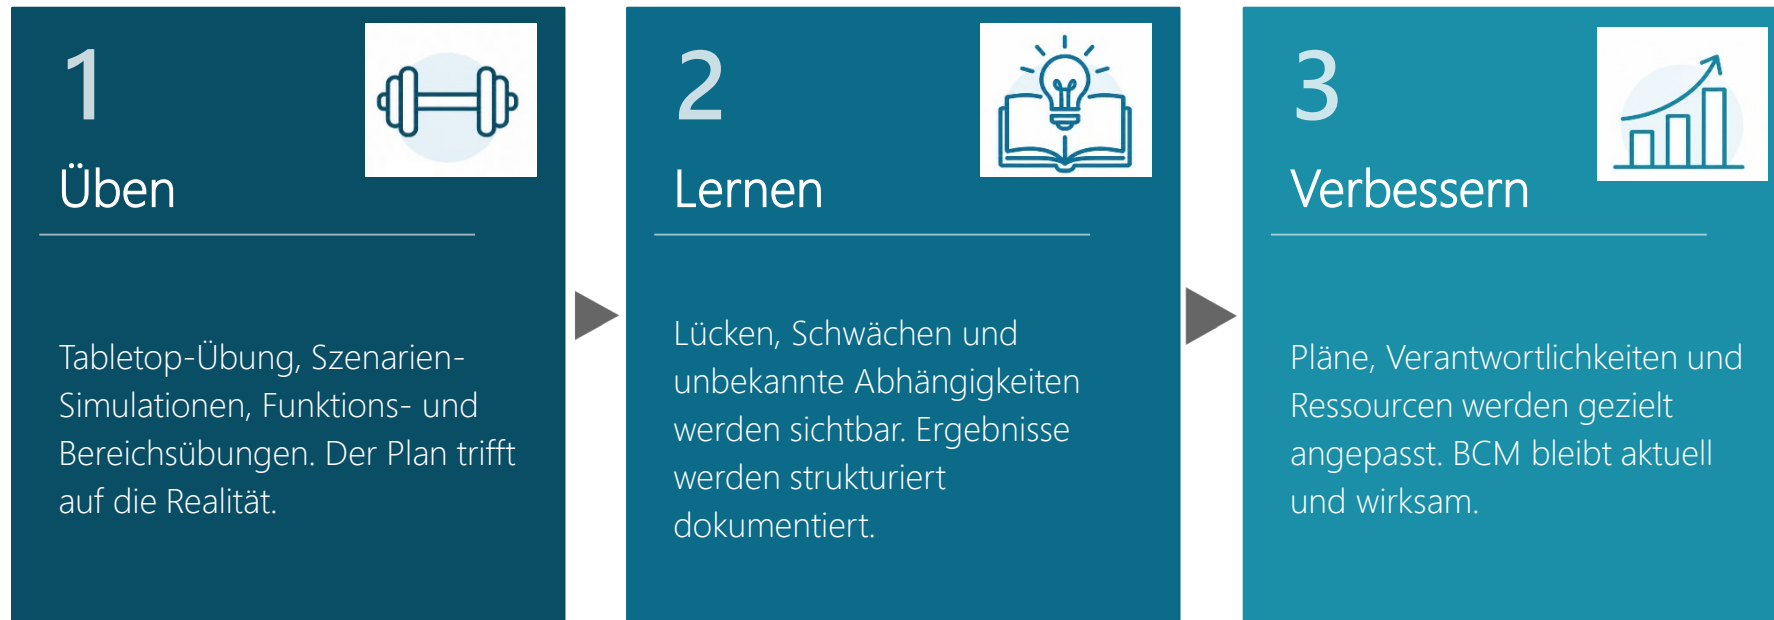 1
Üben
Tabletop-Übung, Szenarien-
Simulationen, Funktions- und
Bereichsübungen. Der Plan trifft
auf die Realität.
2
Lernen
Lücken, Schwächen und
unbekannte Abhängigkeiten
werden sichtbar. Ergebnisse
werden strukturiert
dokumentiert.
3
Verbessern
Pläne, Verantwortlichkeiten und
Ressourcen werden gezielt
angepasst. BCM bleibt aktuell
und wirksam.